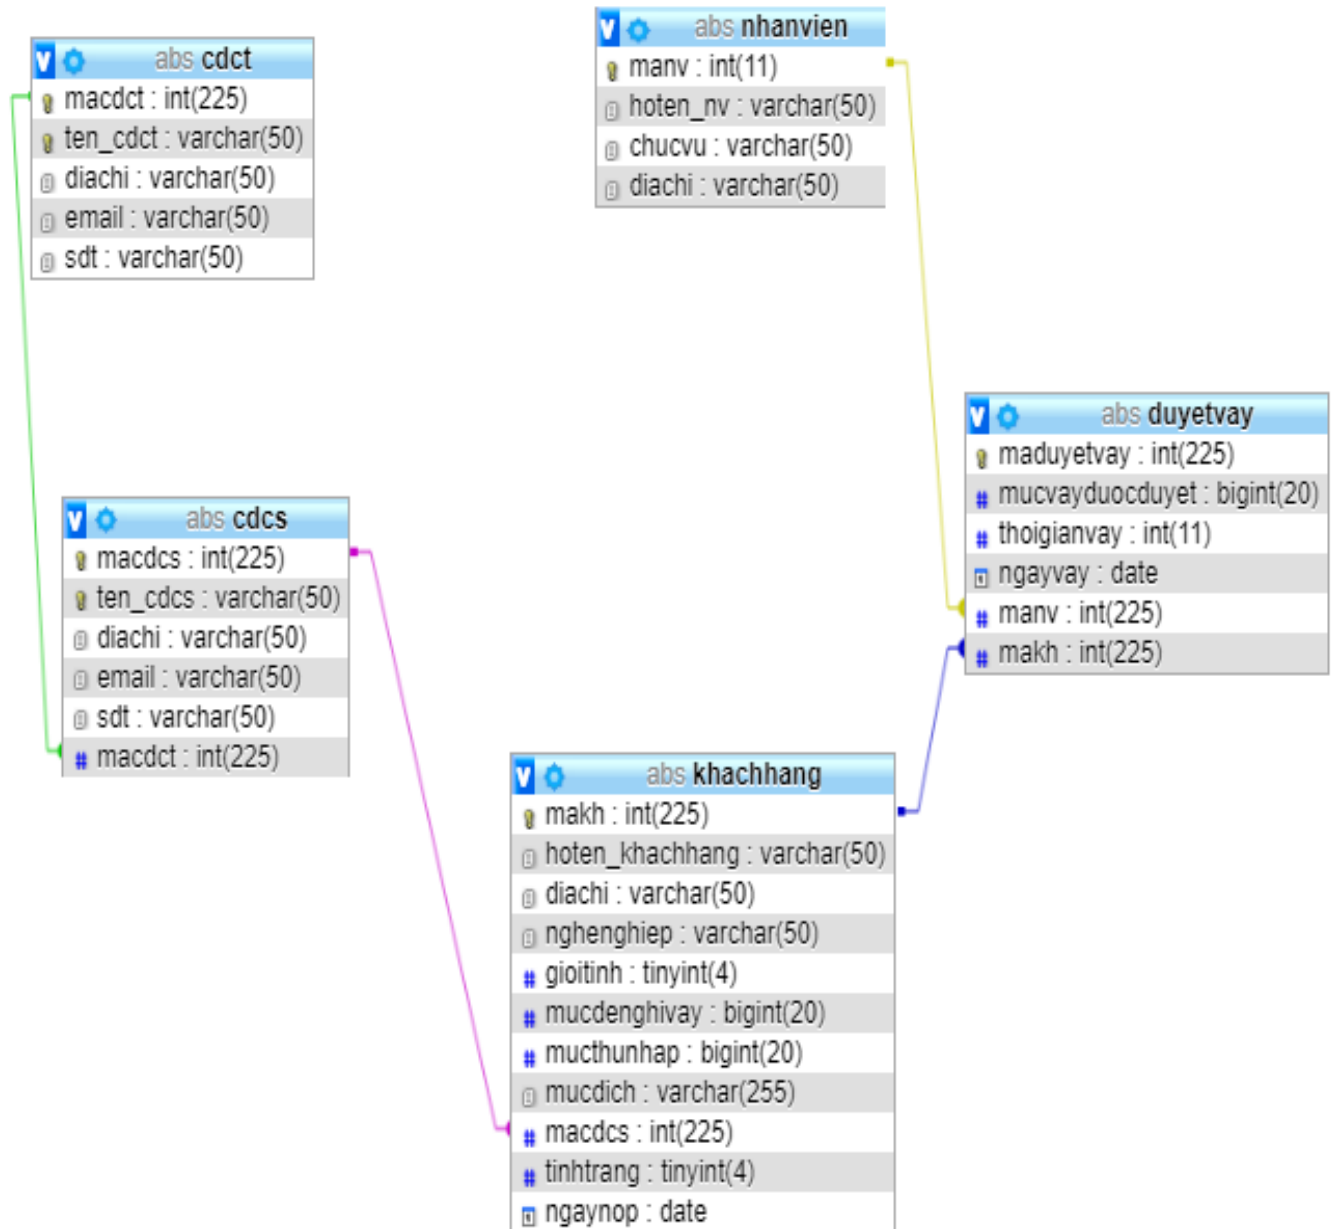 abs cdct
macdct : int(225)
ten_cdct : varchar(50)
diachi : varchar(50)
email : varchar(50)
sdt : varchar(50)
abs nhanvien
manv : int(11)
hoten_nv : varchar(50)
chucvu : varchar(50)
diachi : varchar(50)
abs duyetvay
maduyetvay : int(225)
mucvayduocduyet : bigint(20)
thoigianvay : int(11)
ngayvay : date
manv : int(225)
makh : int(225)
abs cdcs
macdcs : int(225)
ten_cdcs : varchar(50)
diachi : varchar(50)
email : varchar(50)
sdt : varchar(50)
macdct : int(225)
abs khachhang
makh : int(225)
hoten_khachhang : varchar(50)
diachi : varchar(50)
nghenghiep : varchar(50)
gioitinh : tinyint(4)
mucdenghivay : bigint(20)
mucthunhap : bigint(20)
mucdich : varchar(255)
macdcs : int(225)
tinhtrang : tinyint(4)
ngaynop : date